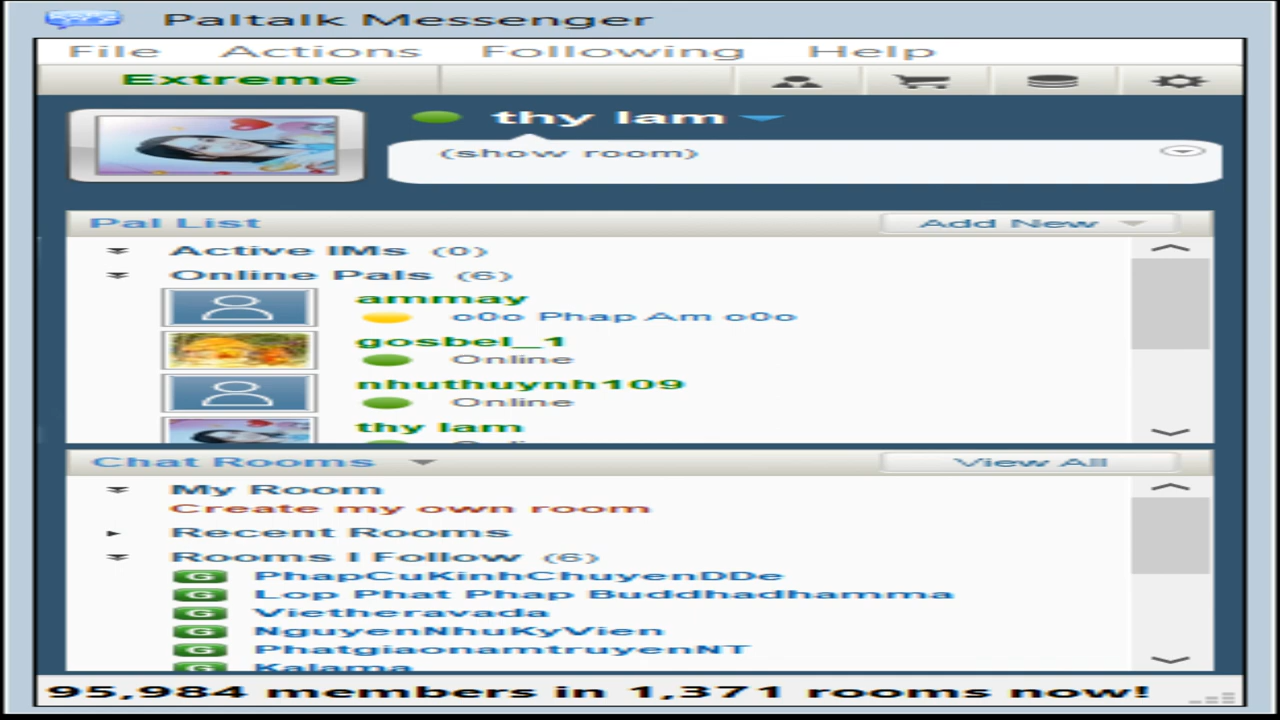 Paltalk Messenger
File Actions Following Help
Extreme
thy lam
(show room)
Pal List Add New
Active IMs (0)
Online Pals (6)
ammay
o0o Phap Am o0o
gosbel_1
Online
nhuthuynh109
Online
thy lam
Chat Rooms View All
My Room
Create my own room
Recent Rooms
Rooms I Follow (6)
G PhapCuKinhChuyenDDe
G Lop Phat Phap Buddhadhamma
G Vietheravada
G NguyenNhuKyVien
G PhatgiaonamtruyenNT
G Kalama
95,984 members in 1,371 rooms now!